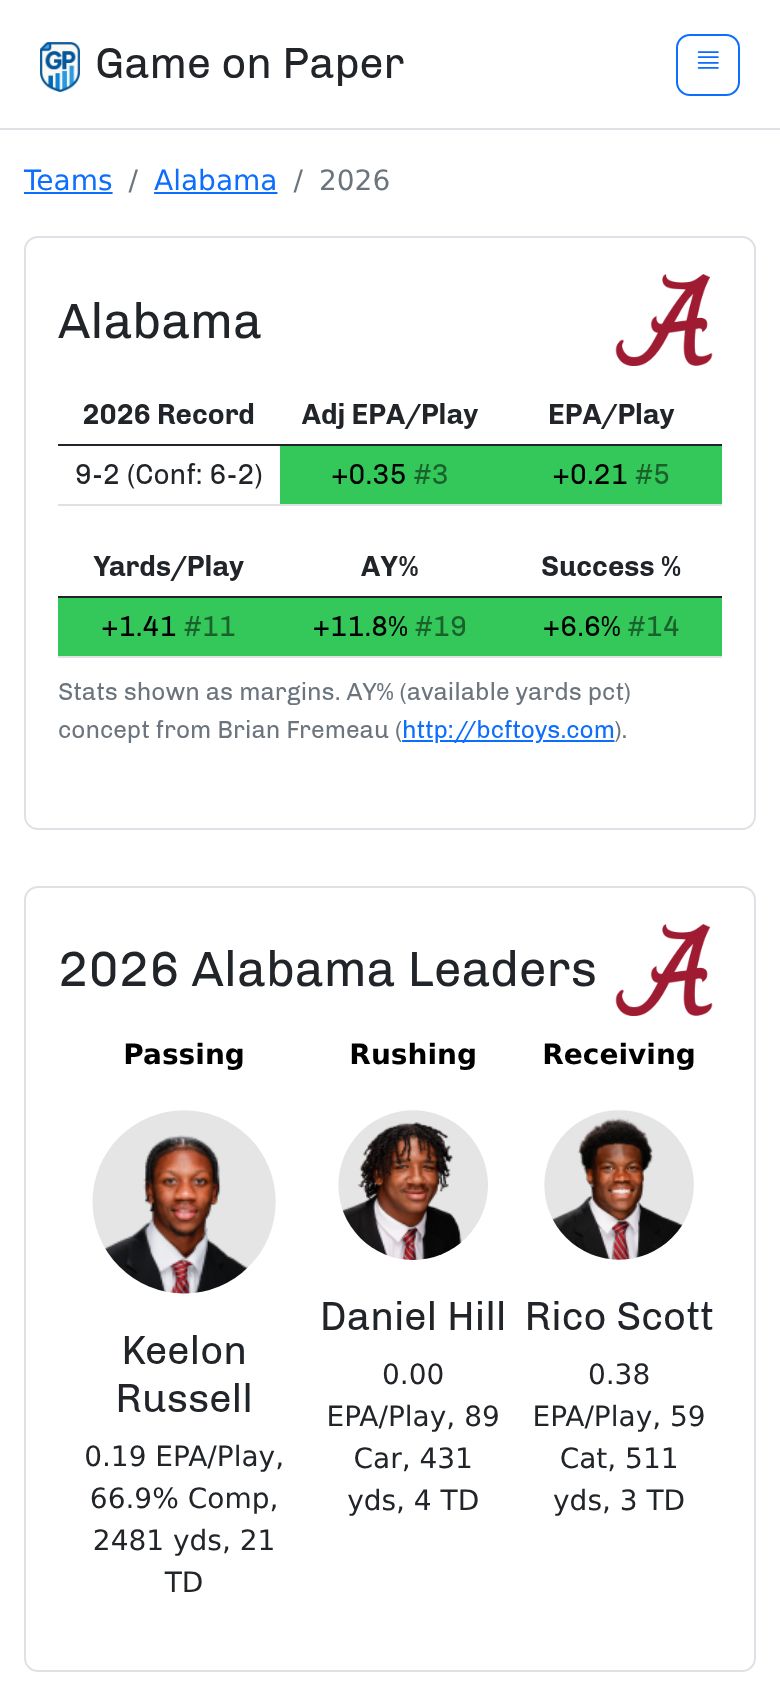 GP Game on Paper
Teams / Alabama / 2026
Alabama
2026 Record Adj EPA/Play EPA/Play
9-2 (Conf: 6-2) +0.35 #3 +0.21 #5
Yards/Play AY% Success %
+1.41 #11 +11.8% #19 +6.6% #14
Stats shown as margins. AY% (available yards pct)
concept from Brian Fremeau (http://bcftoys.com).
2026 Alabama Leaders
Passing
Keelon
Russell
0.19 EPA/Play,
66.9% Comp,
2481 yds, 21
TD
Rushing
Daniel Hill
0.00
EPA/Play, 89
Car, 431
yds, 4 TD
Receiving
Rico Scott
0.38
EPA/Play, 59
Cat, 511
yds, 3 TD